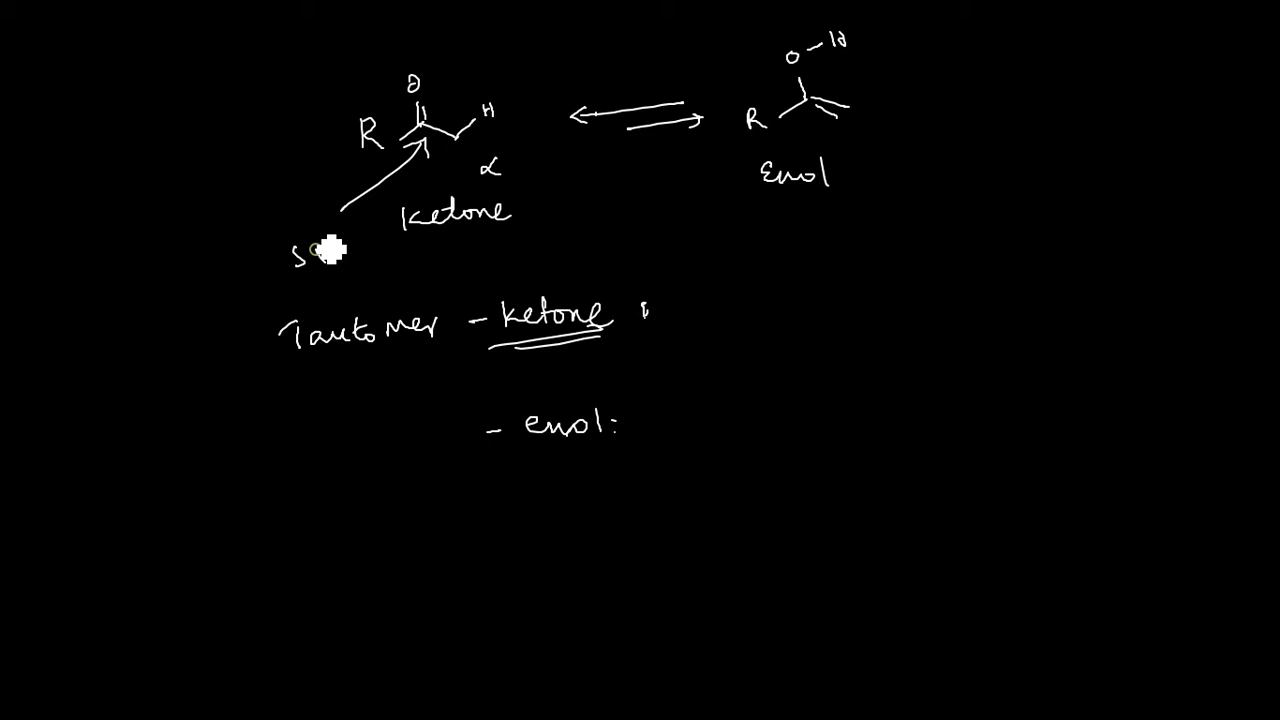 O - H
O
H
R
R
α
Enol
Ketone
S
Tautomer - Ketone :
- enol: